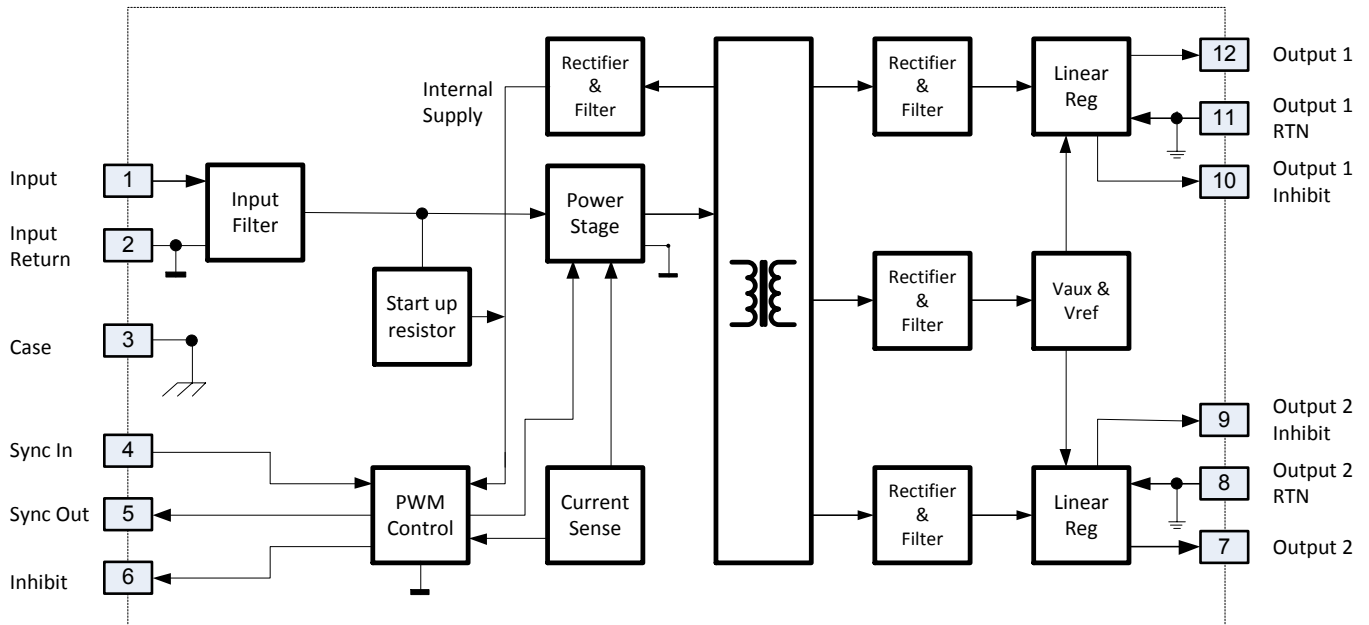 Rectifier
&
Filter
Internal
Supply
Rectifier
&
Filter
Linear
Reg
12
Output 1
11
Output 1
RTN
10
Output 1
Inhibit
Input
1
Input
Return
2
Input
Filter
Power
Stage
Start up
resistor
Case
3
Rectifier
&
Filter
Vaux &
Vref
Sync In
4
Sync Out
5
Inhibit
6
PWM
Control
Current
Sense
Rectifier
&
Filter
Linear
Reg
9
Output 2
Inhibit
8
Output 2
RTN
7
Output 2